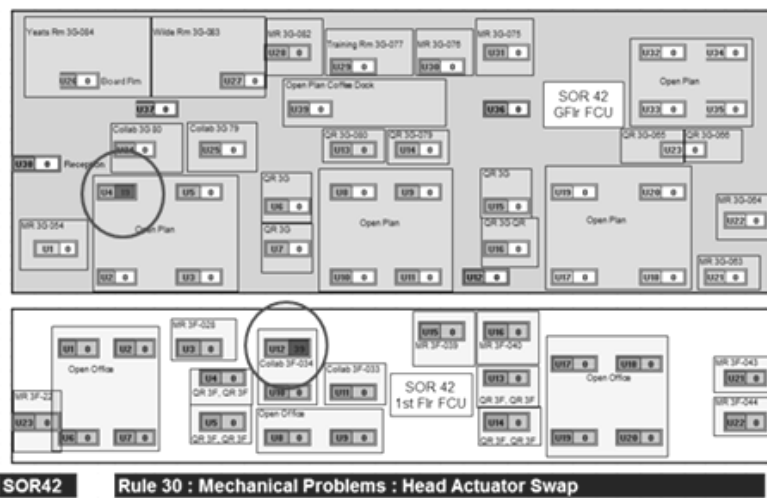 Yeats Rm 3G-084
Wilde Rm 3G-083
MR 3G-082
Training Rm 3G-077
MR 3G-076
MR 3G-075
U26 0 Board Rm
U27 0
U28 0
U29 0
U30 0
U31 0
U32 0
U34 0
Open Plan
U33 0
U35 0
U37 0
Open Plan Coffee Dock
U39 0
U36 0
SOR 42
GFlr FCU
Collab 3G 80
Collab 3G 79
U25 0
QR 3G-080
QR 3G-079
U13 0
U14 0
QR 3G-065
QR 3G-066
U23 0
U38 0 Reception
U4
U5 0
Open Plan
U2 0
U3 0
MR 3G-054
U1 0
QR 3G
U6 0
QR 3G
U7 0
U8 0
U9 0
Open Plan
U10 0
U11 0
QR 3G
U15 0
QR 3G-QR
U16 0
U12 0
U19 0
U20 0
Open Plan
U17 0
U18 0
MR 3G-064
U22 0
MR 3G-063
U21 0
U1 0
U2 0
Open Office
U6 0
U7 0
MR 3F-22
U23 0
MR 3F-028
U3 0
U4 0
QR 3F, QR 3F
U5 0
QR 3F, QR 3F
U12
Collab 3F-034
U10 0
Collab 3F-033
U11 0
Open Office
U8 0
U9 0
SOR 42
1st Flr FCU
U15 0
MR 3F-039
U16 0
MR 3F-040
U13 0
QR 3F, QR 3F
U14 0
QR 3F, QR 3F
U17 0
U18 0
Open Office
U19 0
U20 0
MR 3F-043
U21 0
MR 3F-044
U22 0
SOR42
Rule 30 : Mechanical Problems : Head Actuator Swap